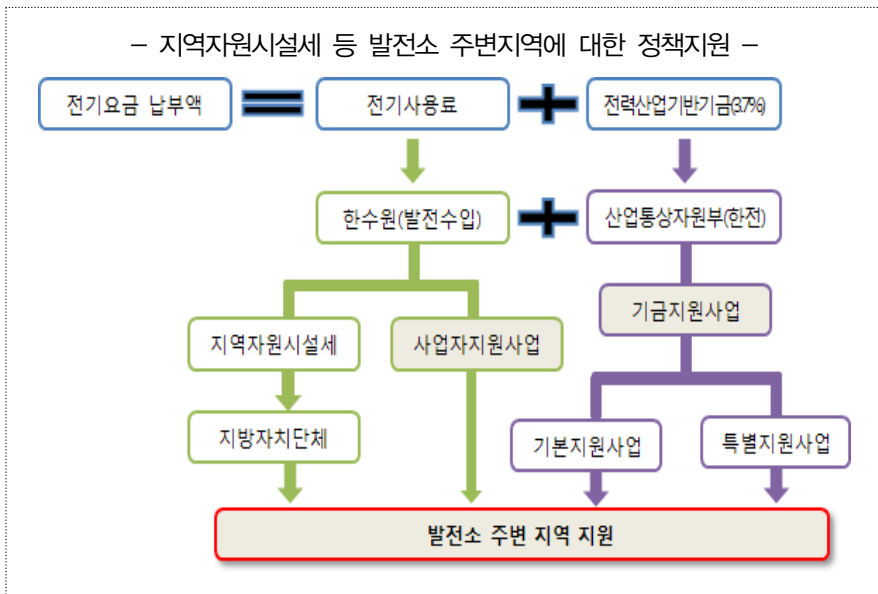 – 지역자원시설세 등 발전소 주변지역에 대한 정책지원 –
전기요금 납부액
전기사용료
전력산업기반기금(3.7%)
한수원(발전수입)
산업통상자원부(한전)
기금지원사업
지역자원시설세
사업자지원사업
지방자치단체
기본지원사업
특별지원사업
발전소 주변 지역 지원